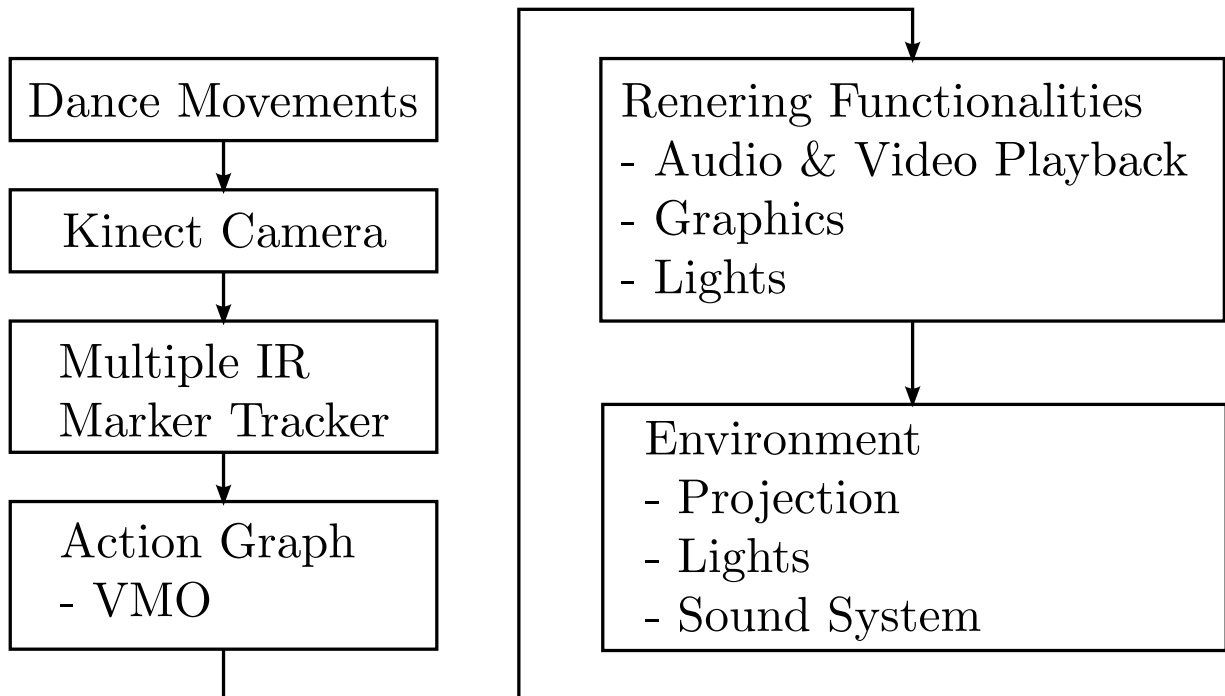 Dance Movements
Kinect Camera
Multiple IR
Marker Tracker
Action Graph
- VMO
Renering Functionalities
- Audio & Video Playback
- Graphics
- Lights
Environment
- Projection
- Lights
- Sound System